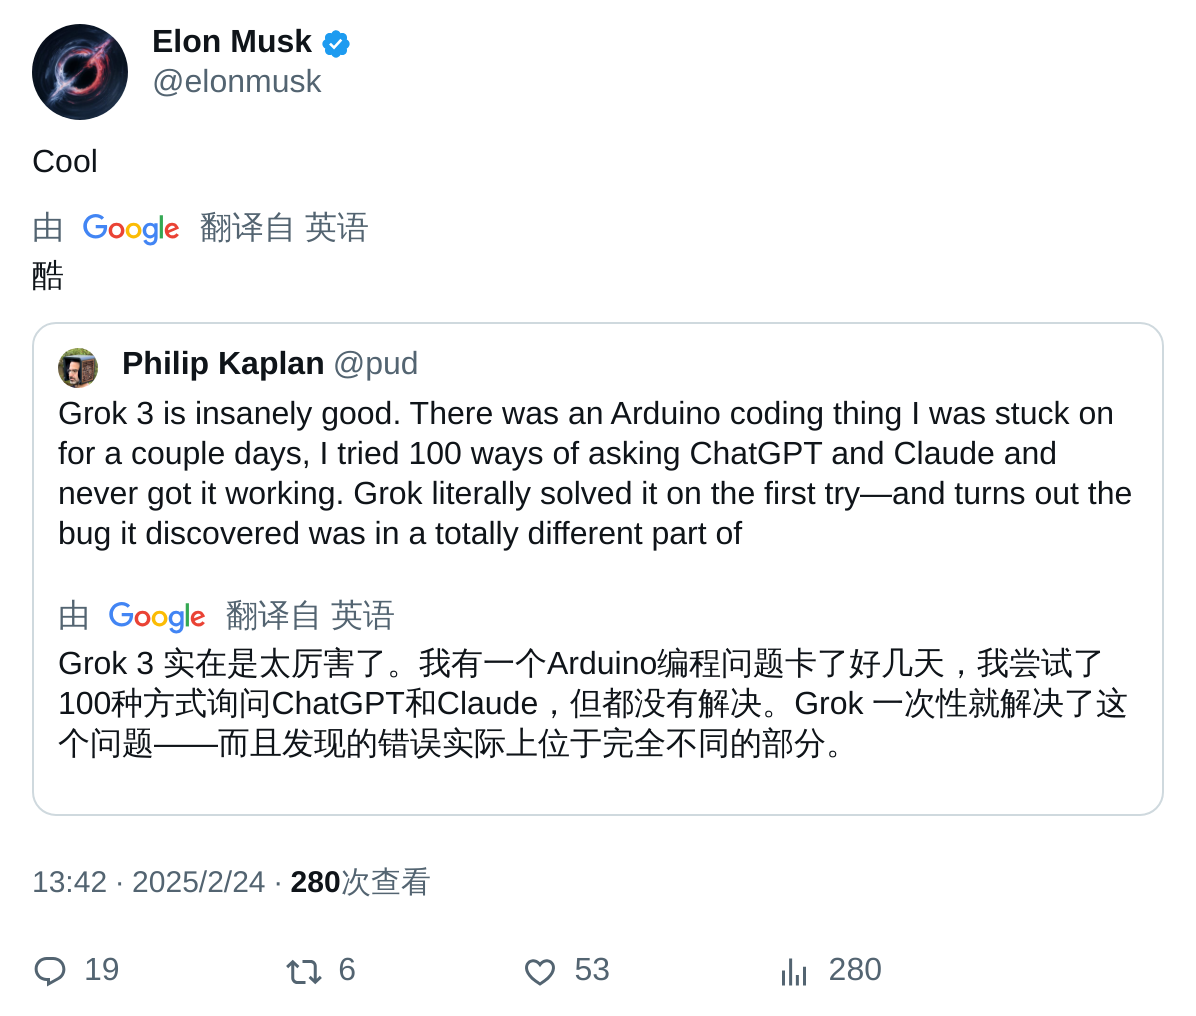 Elon Musk
@elonmusk
Cool
由 Google 翻译自 英语
酷
Philip Kaplan @pud
Grok 3 is insanely good. There was an Arduino coding thing I was stuck on
for a couple days, I tried 100 ways of asking ChatGPT and Claude and
never got it working. Grok literally solved it on the first try—and turns out the
bug it discovered was in a totally different part of
由 Google 翻译自 英语
Grok 3 实在是太厉害了。我有一个Arduino编程问题卡了好几天，我尝试了
100种方式询问ChatGPT和Claude，但都没有解决。Grok 一次性就解决了这
个问题——而且发现的错误实际上位于完全不同的部分。
13:42 · 2025/2/24 · 280次查看
19 6 53 280